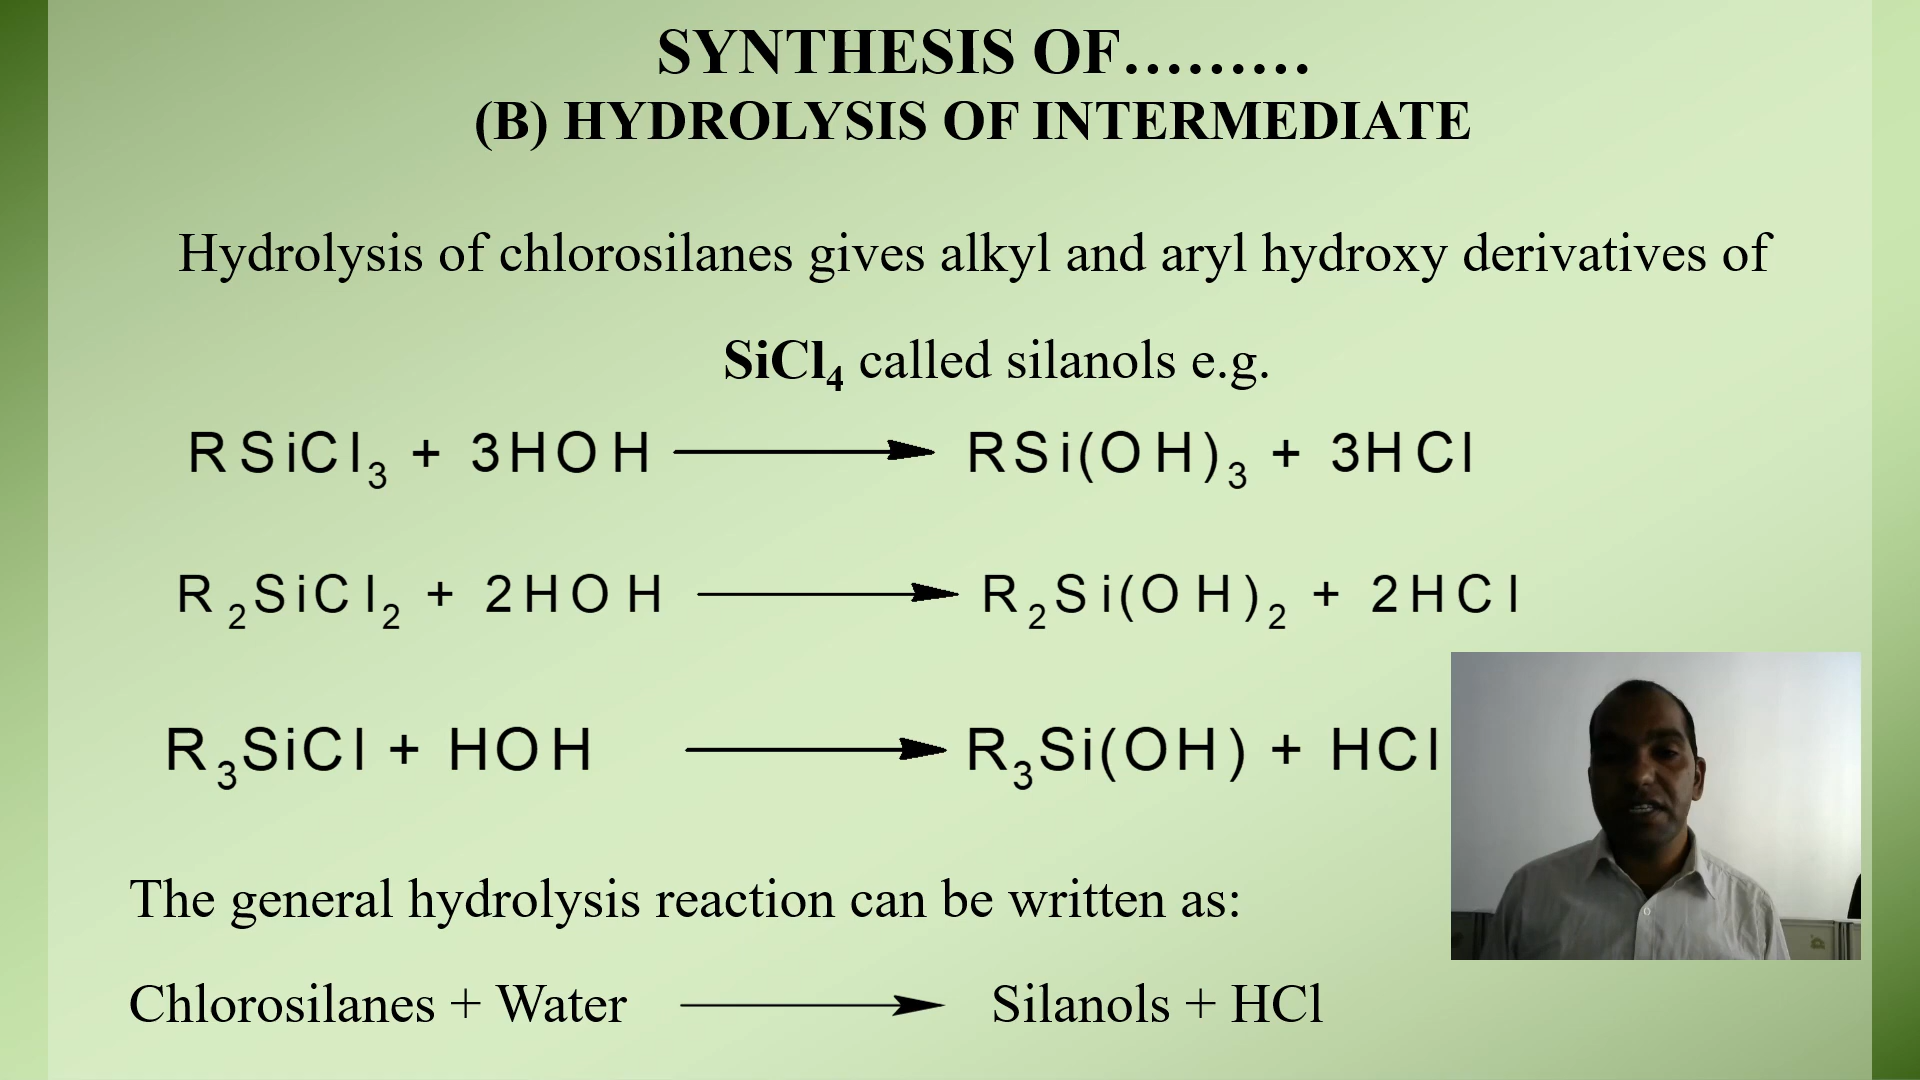 SYNTHESIS OF………
(B) HYDROLYSIS OF INTERMEDIATE
Hydrolysis of chlorosilanes gives alkyl and aryl hydroxy derivatives of
SiCl₄ called silanols e.g.
RSiCl₃ + 3HOH ⟶ RSi(OH)₃ + 3HCl
R₂SiCl₂ + 2HOH ⟶ R₂Si(OH)₂ + 2HCl
R₃SiCl + HOH ⟶ R₃Si(OH) + HCl
The general hydrolysis reaction can be written as:
Chlorosilanes + Water ⟶ Silanols + HCl